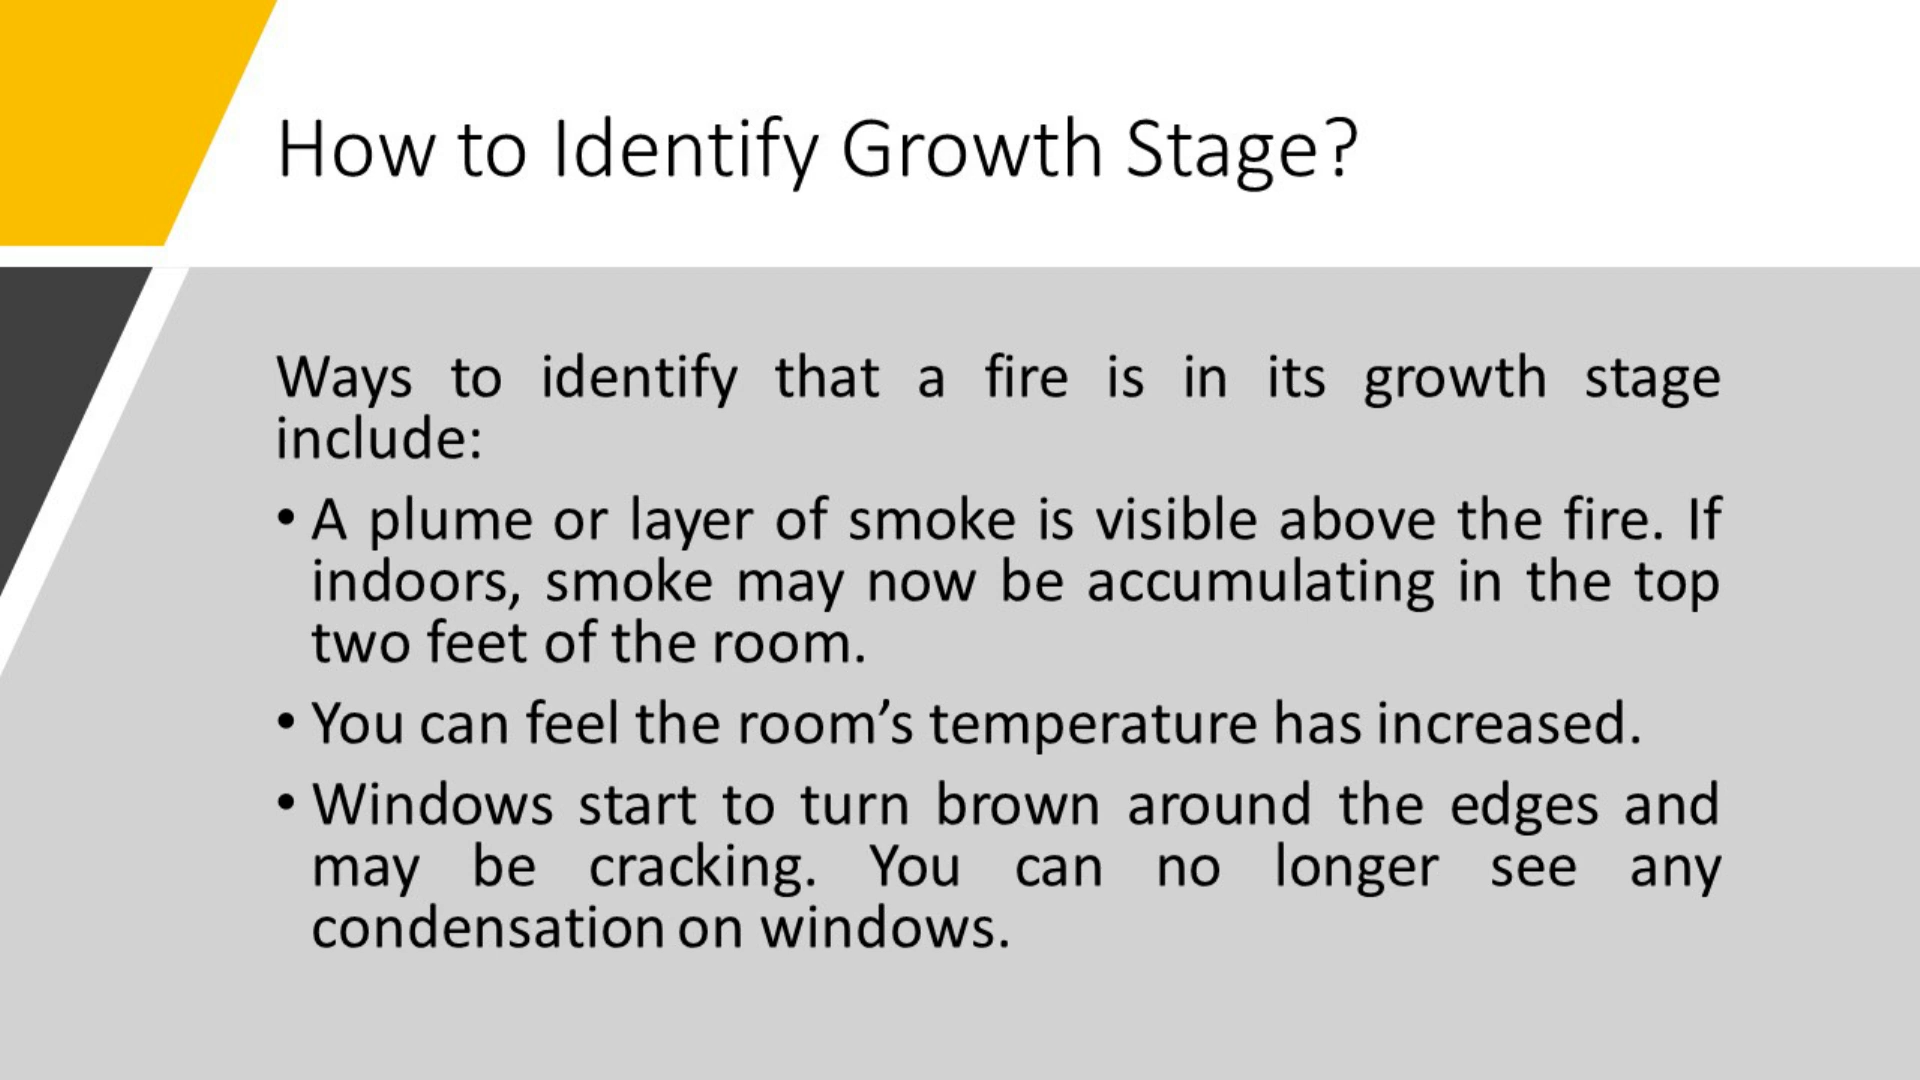 How to Identify Growth Stage?
Ways to identify that a fire is in its growth stage
include:
• A plume or layer of smoke is visible above the fire. If
indoors, smoke may now be accumulating in the top
two feet of the room.
• You can feel the room’s temperature has increased.
• Windows start to turn brown around the edges and
may be cracking. You can no longer see any
condensation on windows.